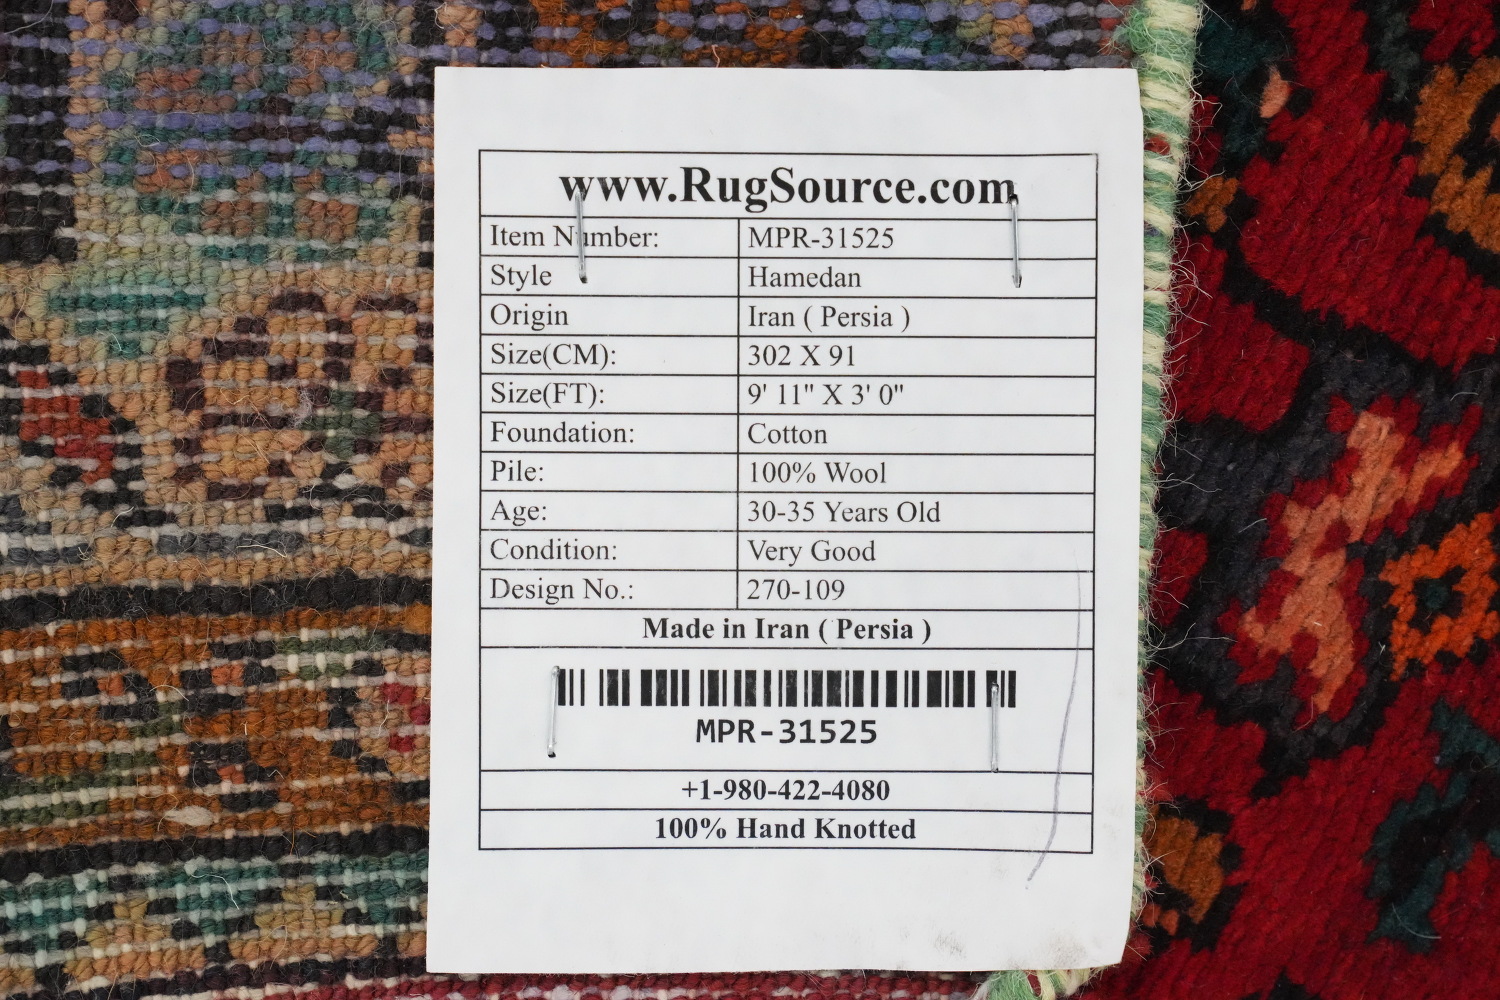 www.RugSource.com
Item Number: MPR-31525
Style Hamedan
Origin Iran ( Persia )
Size(CM): 302 X 91
Size(FT): 9' 11" X 3' 0"
Foundation: Cotton
Pile: 100% Wool
Age: 30-35 Years Old
Condition: Very Good
Design No.: 270-109
Made in Iran ( Persia )
MPR-31525
+1-980-422-4080
100% Hand Knotted